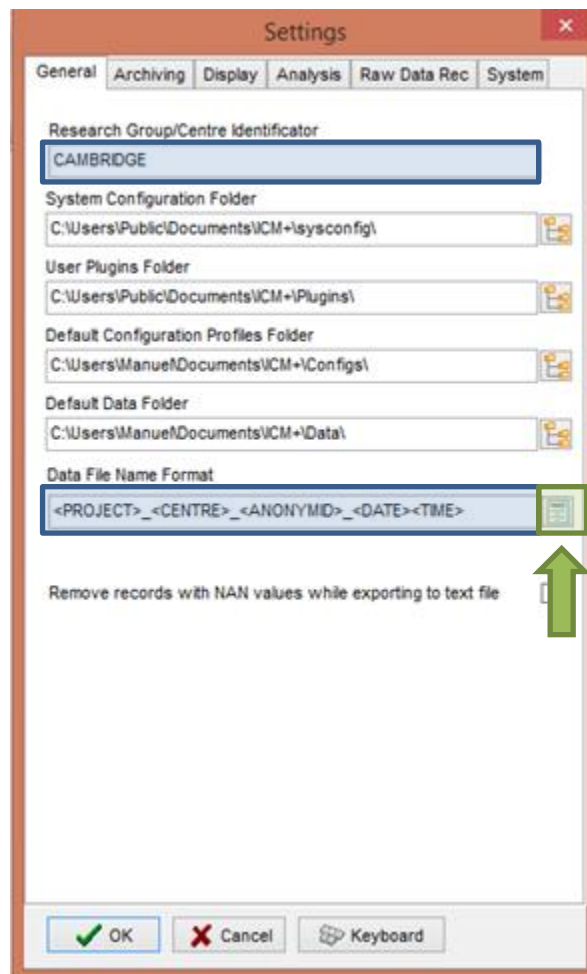 Settings
General Archiving Display Analysis Raw Data Rec System
Research Group/Centre Identificator
CAMBRIDGE
System Configuration Folder
C:\Users\Public\Documents\ICM+\sysconfig\
User Plugins Folder
C:\Users\Public\Documents\ICM+\Plugins\
Default Configuration Profiles Folder
C:\Users\Manuel\Documents\ICM+\Configs\
Default Data Folder
C:\Users\Manuel\Documents\ICM+\Data\
Data File Name Format
<PROJECT>_<CENTRE>_<ANONYMID>_<DATE><TIME>
Remove records with NAN values while exporting to text file
OK Cancel Keyboard